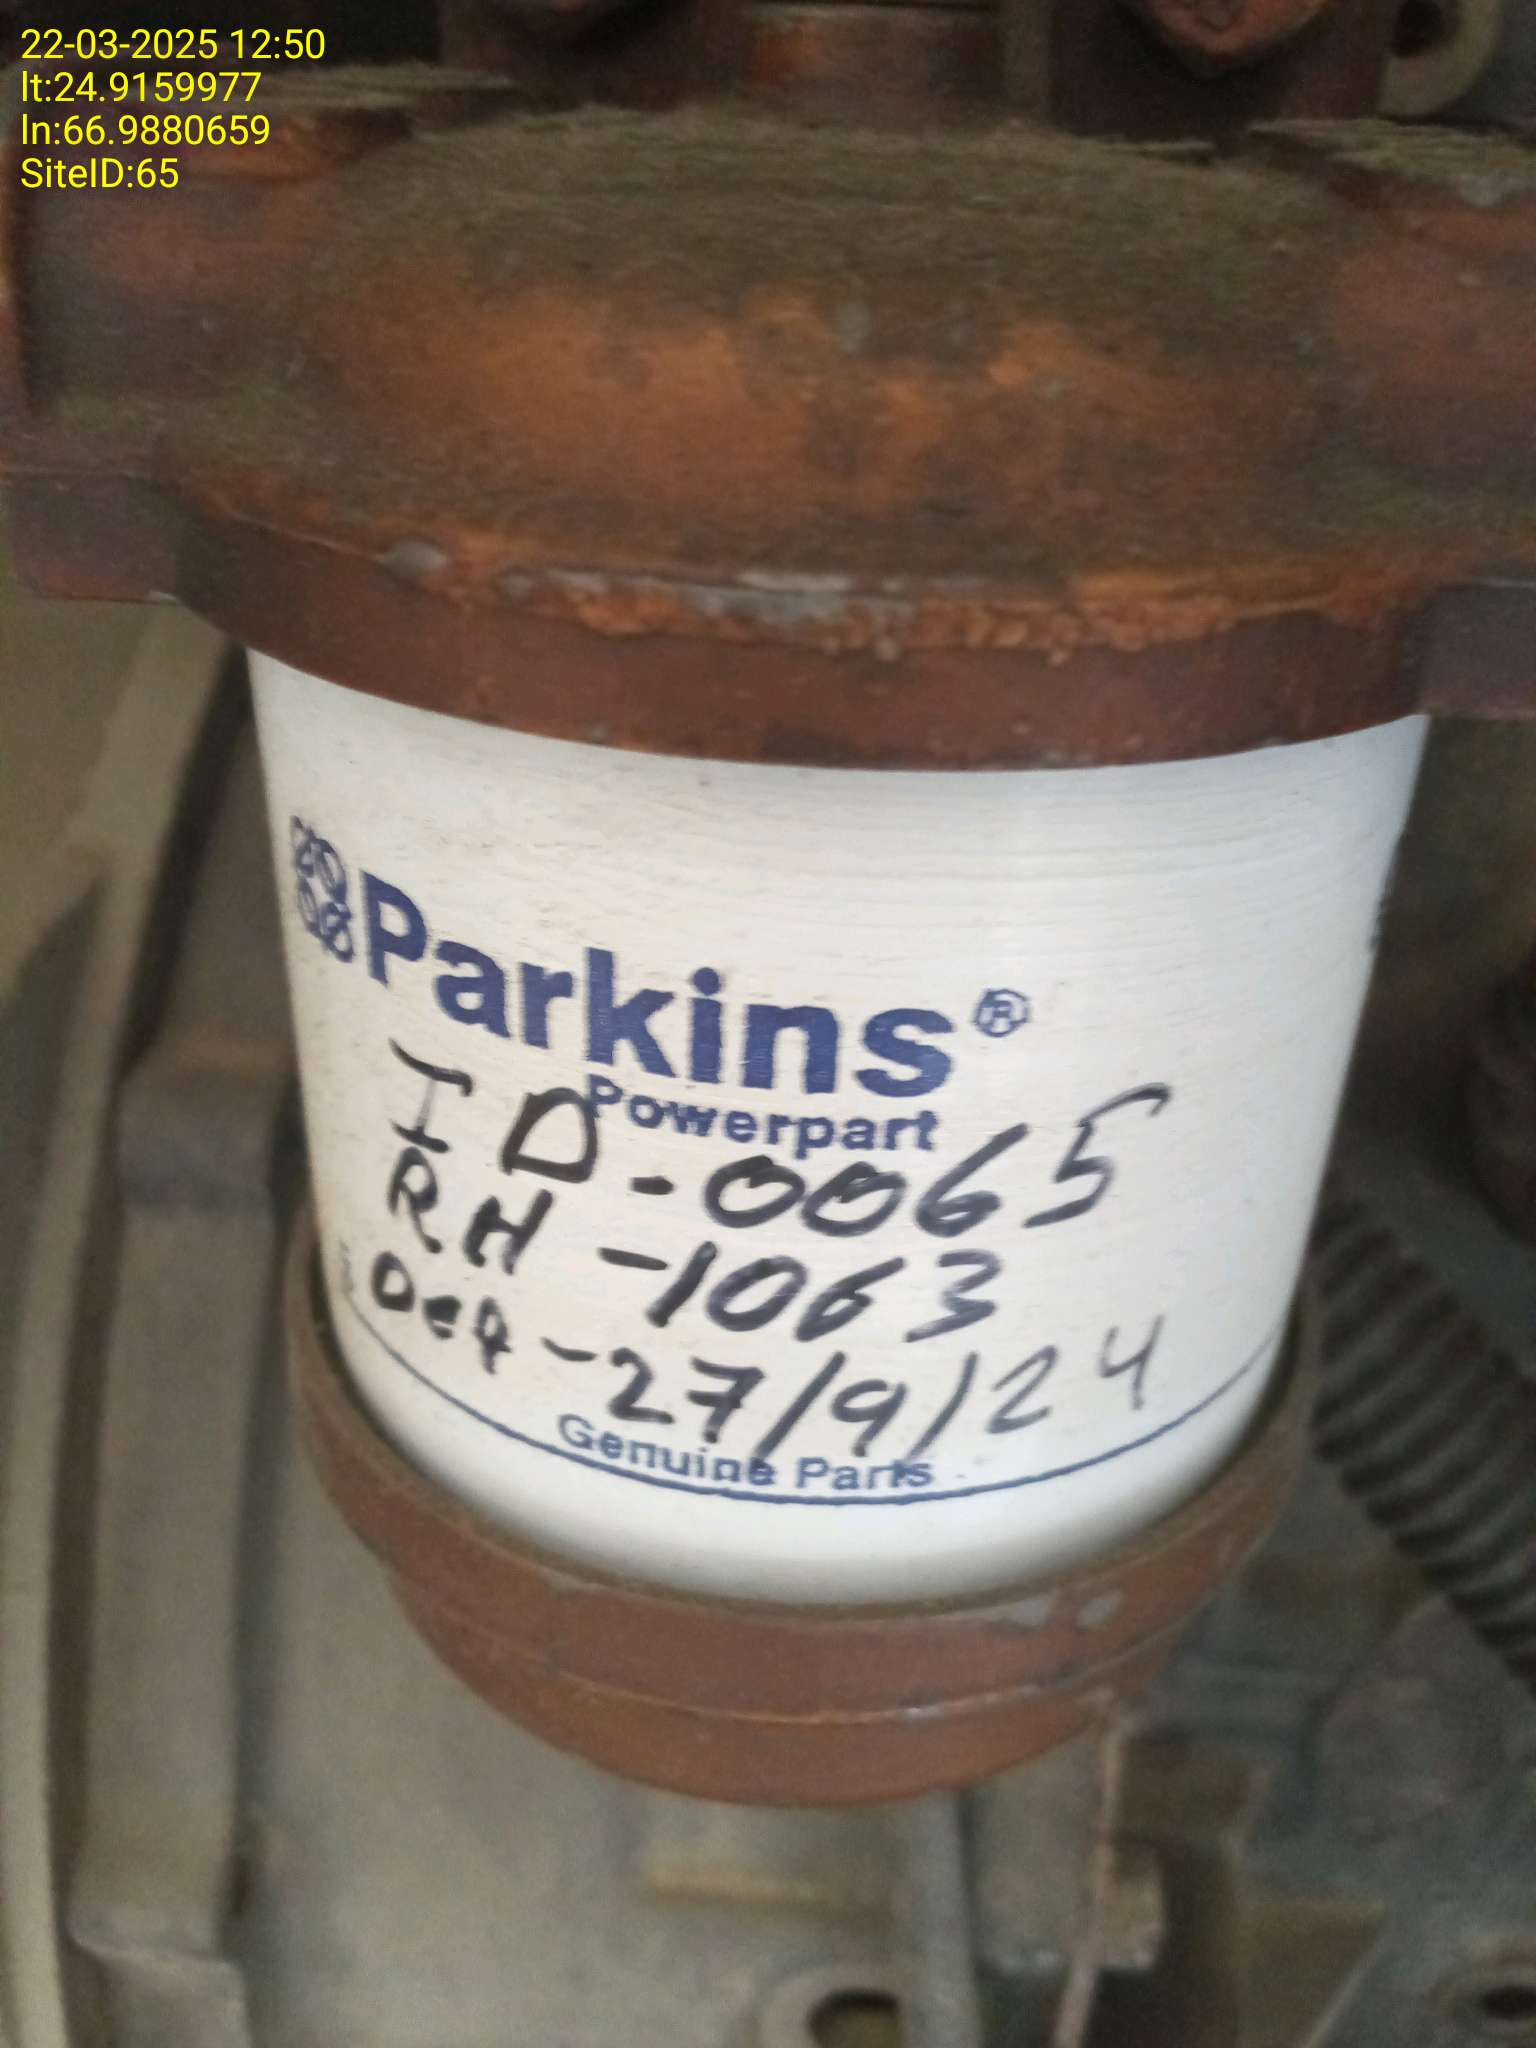 22-03-2025 12:50
lt:24.9159977
ln:66.9880659
SiteID:65
Parkins®
Powerpart
ID-0065
RH-1063
27/9/24
Genuine Parts